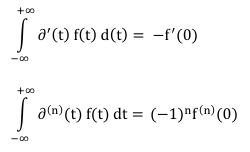 +∞
∫ ∂′(t) f(t) d(t) = −f′(0)
−∞
+∞
∫ ∂⁽ⁿ⁾(t) f(t) dt = (−1)ⁿf⁽ⁿ⁾(0)
−∞